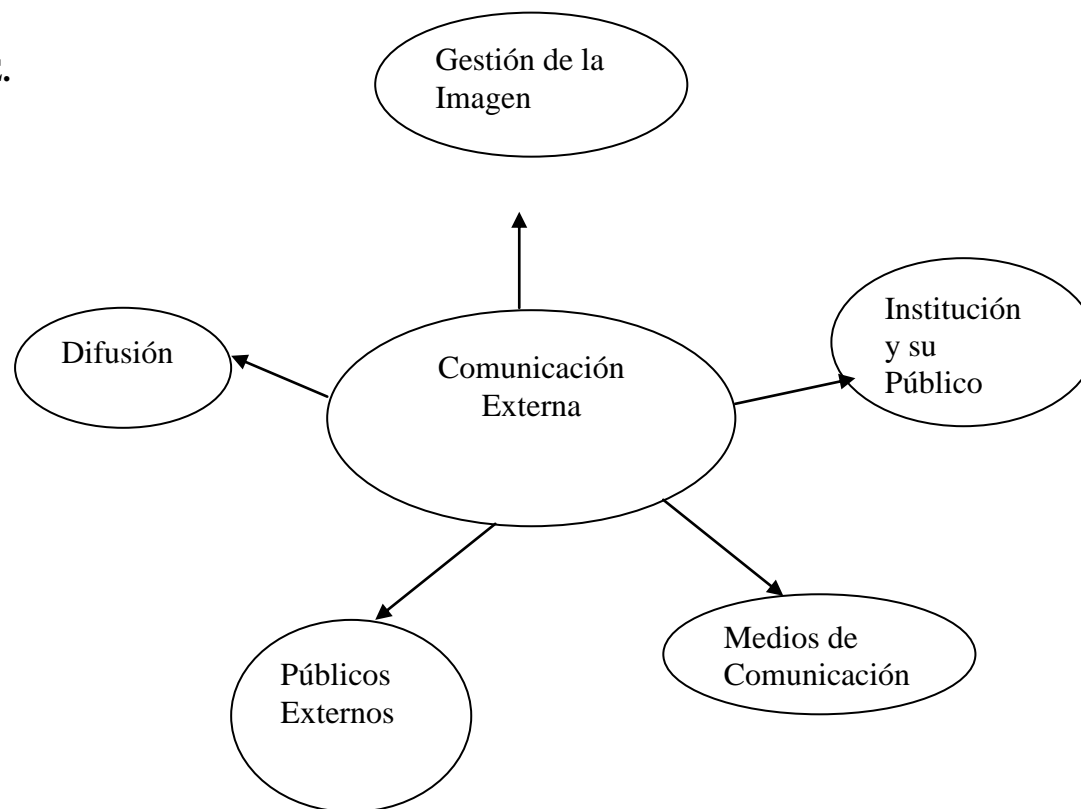 Gestión de la
Imagen
Difusión
Comunicación
Externa
Institución
y su
Público
Públicos
Externos
Medios de
Comunicación